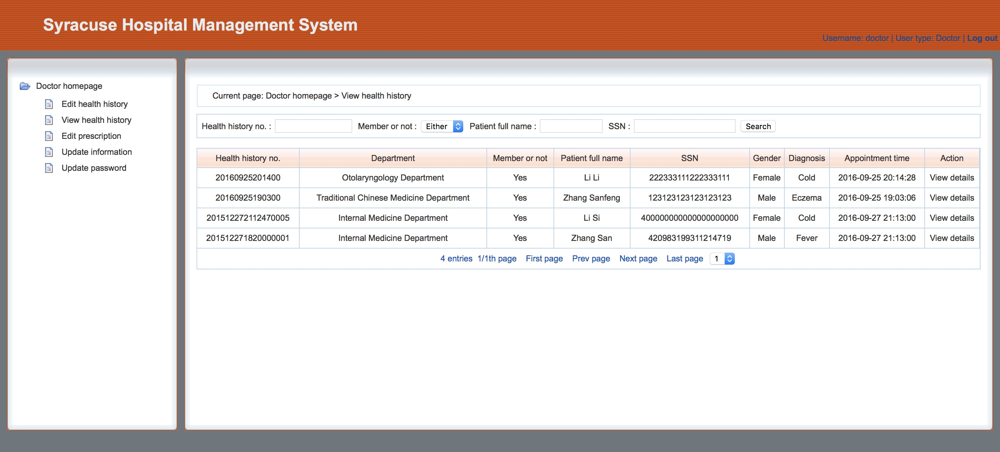 Syracuse Hospital Management System
Username: doctor | User type: Doctor | Log out
Doctor homepage
Edit health history
View health history
Edit prescription
Update information
Update password
Current page: Doctor homepage > View health history
Health history no. : Member or not : Either Patient full name : SSN : Search
Health history no. Department Member or not Patient full name SSN Gender Diagnosis Appointment time Action
20160925201400 Otolaryngology Department Yes Li Li 222333111222333111 Female Cold 2016-09-25 20:14:28 View details
20160925190300 Traditional Chinese Medicine Department Yes Zhang Sanfeng 123123123123123123 Male Eczema 2016-09-25 19:03:06 View details
201512272112470005 Internal Medicine Department Yes Li Si 400000000000000000000 Female Cold 2016-09-27 21:13:00 View details
201512271820000001 Internal Medicine Department Yes Zhang San 420983199311214719 Male Fever 2016-09-27 21:13:00 View details
4 entries 1/1th page First page Prev page Next page Last page 1